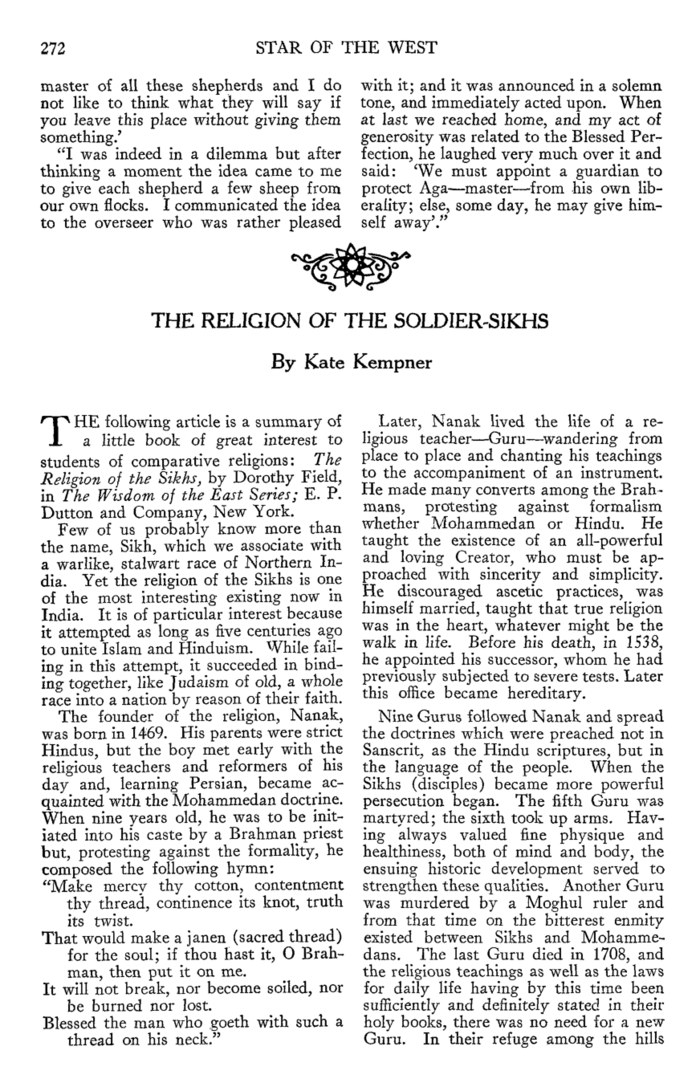 272
STAR OF THE WEST
master of all these shepherds and I do
not like to think what they will say if
you leave this place without giving them
something.’
“I was indeed in a dilemma but after
thinking a moment the idea came to me
to give each shepherd a few sheep from
our own flocks. I communicated the idea
to the overseer who was rather pleased
with it; and it was announced in a solemn
tone, and immediately acted upon. When
at last we reached home, and my act of
generosity was related to the Blessed Per-
fection, he laughed very much over it and
said: ‘We must appoint a guardian to
protect Aga—master—from his own lib-
erality; else, some day, he may give him-
self away’.”
THE RELIGION OF THE SOLDIER-SIKHS
By Kate Kempner
THE following article is a summary of
a little book of great interest to
students of comparative religions: The
Religion of the Sikhs, by Dorothy Field,
in The Wisdom of the East Series; E. P.
Dutton and Company, New York.
Few of us probably know more than
the name, Sikh, which we associate with
a warlike, stalwart race of Northern In-
dia. Yet the religion of the Sikhs is one
of the most interesting existing now in
India. It is of particular interest because
it attempted as long as five centuries ago
to unite Islam and Hinduism. While fail-
ing in this attempt, it succeeded in bind-
ing together, like Judaism of old, a whole
race into a nation by reason of their faith.
The founder of the religion, Nanak,
was born in 1469. His parents were strict
Hindus, but the boy met early with the
religious teachers and reformers of his
day and, learning Persian, became ac-
quainted with the Mohammedan doctrine.
When nine years old, he was to be init-
iated into his caste by a Brahman priest
but, protesting against the formality, he
composed the following hymn:
“Make mercy thy cotton, contentment
thy thread, continence its knot, truth
its twist.
That would make a janen (sacred thread)
for the soul; if thou hast it, O Brah-
man, then put it on me.
It will not break, nor become soiled, nor
be burned nor lost.
Blessed the man who goeth with such a
thread on his neck.”
Later, Nanak lived the life of a re-
ligious teacher—Guru—wandering from
place to place and chanting his teachings
to the accompaniment of an instrument.
He made many converts among the Brah-
mans, protesting against formalism
whether Mohammedan or Hindu. He
taught the existence of an all-powerful
and loving Creator, who must be ap-
proached with sincerity and simplicity.
He discouraged ascetic practices, was
himself married, taught that true religion
was in the heart, whatever might be the
walk in life. Before his death, in 1538,
he appointed his successor, whom he had
previously subjected to severe tests. Later
this office became hereditary.
Nine Gurus followed Nanak and spread
the doctrines which were preached not in
Sanscrit, as the Hindu scriptures, but in
the language of the people. When the
Sikhs (disciples) became more powerful
persecution began. The fifth Guru was
martyred; the sixth took up arms. Hav-
ing always valued fine physique and
healthiness, both of mind and body, the
ensuing historic development served to
strengthen these qualities. Another Guru
was murdered by a Moghul ruler and
from that time on the bitterest enmity
existed between Sikhs and Mohamme-
dans. The last Guru died in 1708, and
the religious teachings as well as the laws
for daily life having by this time been
sufficiently and definitely stated in their
holy books, there was no need for a new
Guru. In their refuge among the hills